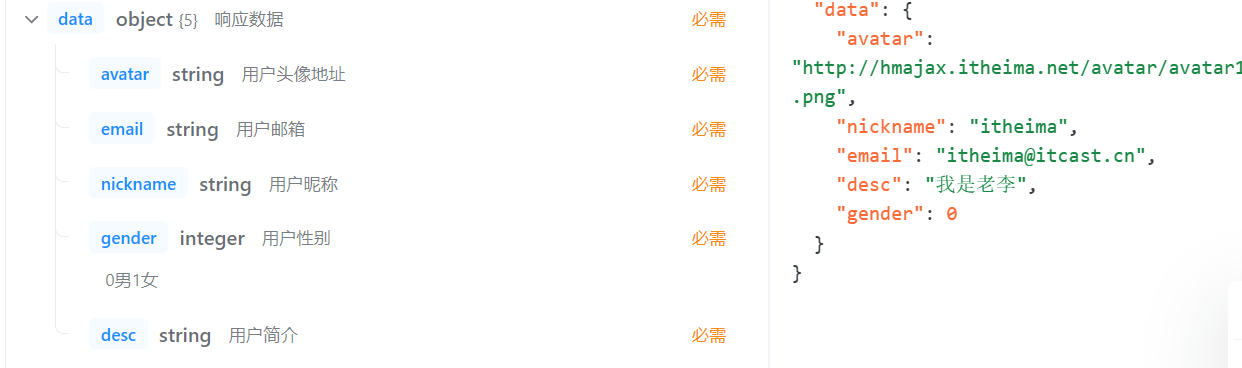 data object {5} 响应数据 必需
avatar string 用户头像地址 必需
email string 用户邮箱 必需
nickname string 用户昵称 必需
gender integer 用户性别 必需
0男1女
desc string 用户简介 必需
"data": {
"avatar":
"http://hmajax.itheima.net/avatar/avatar1
.png",
"nickname": "itheima",
"email": "itheima@itcast.cn",
"desc": "我是老李",
"gender": 0
}
}